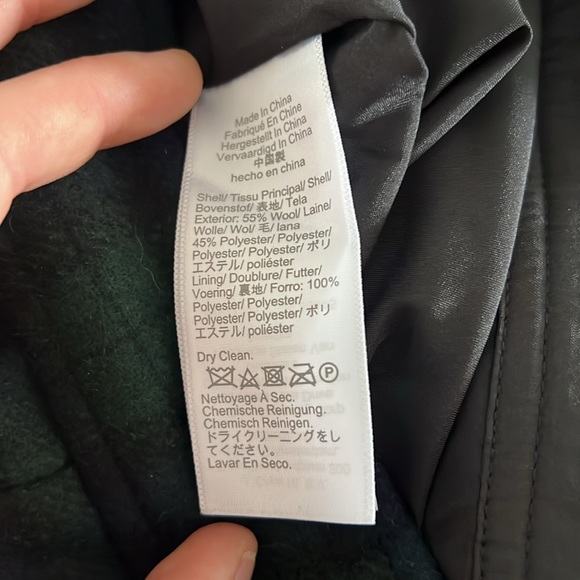 Made In China
Fabriqué En Chine
Hergestellt In China
Vervaardigd In China
中国製
hecho en china
Shell/ Tissu Principal/ Shell/
Bovenstof/ 表地/ Tela
Exterior: 55% Wool/ Laine/
Wolle/ Wol/ 毛/ lana
45% Polyester/ Polyester/
Polyester/ Polyester/ ポリ
エステル/ poliéster
Lining/ Doublure/ Futter/
Voering/ 裏地/ Forro: 100%
Polyester/ Polyester/
Polyester/ Polyester/ ポリ
エステル/ poliéster
Dry Clean.
P
Nettoyage À Sec.
Chemische Reinigung.
Chemisch Reinigen.
ドライクリーニングをし
てください。
Lavar En Seco.